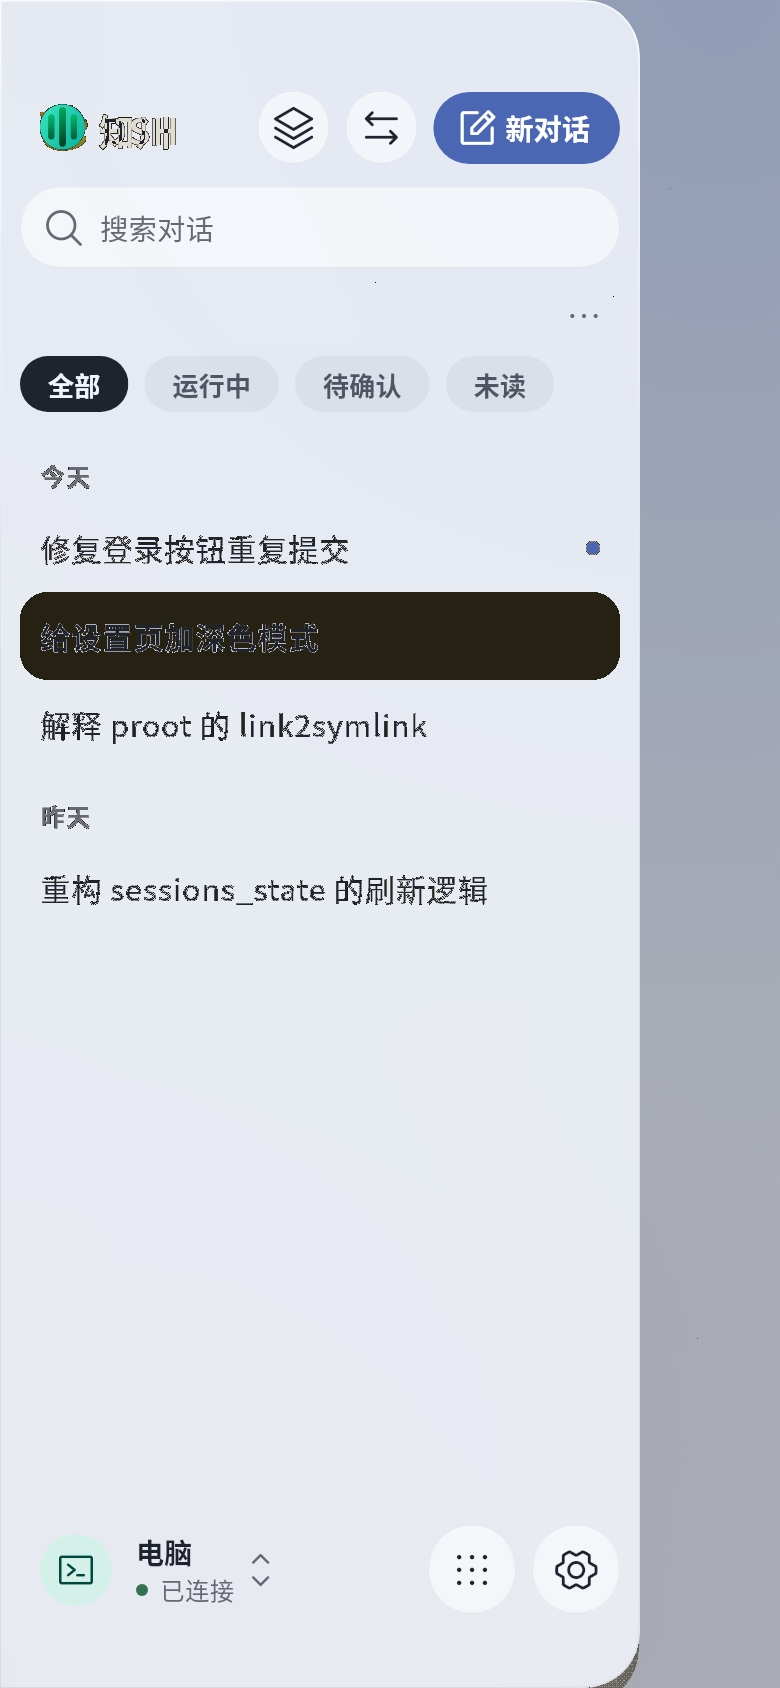 新对话
搜索对话
全部 运行中 待确认 未读
今天
修复登录按钮重复提交
给设置页加深色模式
解释 proot 的 link2symlink
昨天
重构 sessions_state 的刷新逻辑
电脑
已连接